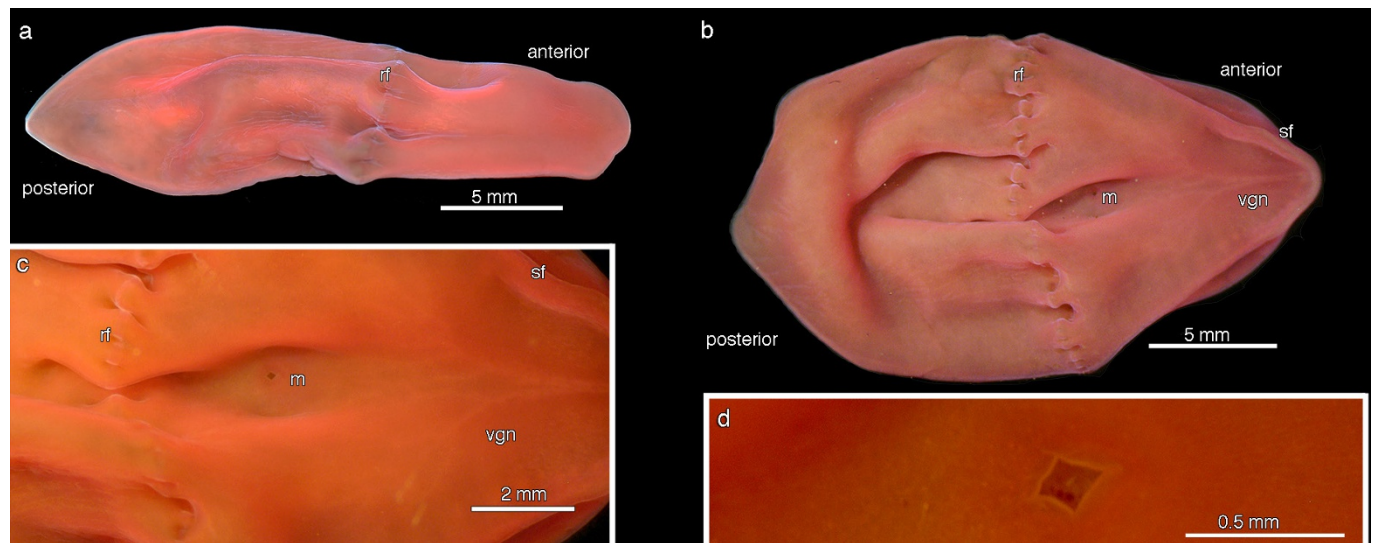 a
anterior
rf
posterior
5 mm
b
rf
anterior
sf
m
vgn
posterior
5 mm
c
sf
rf
m
vgn
2 mm
d
0.5 mm